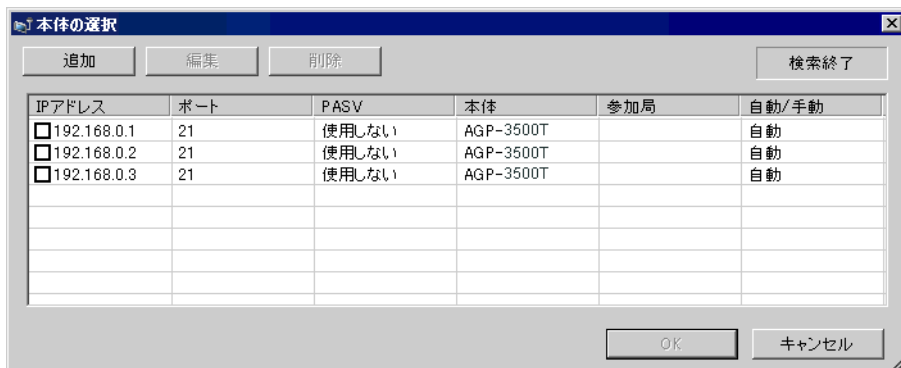 本体の選択
追加 編集 削除 検索終了
IPアドレス ポート PASV 本体 参加局 自動/手動
192.168.0.1 21 使用しない AGP-3500T 自動
192.168.0.2 21 使用しない AGP-3500T 自動
192.168.0.3 21 使用しない AGP-3500T 自動
OK キャンセル